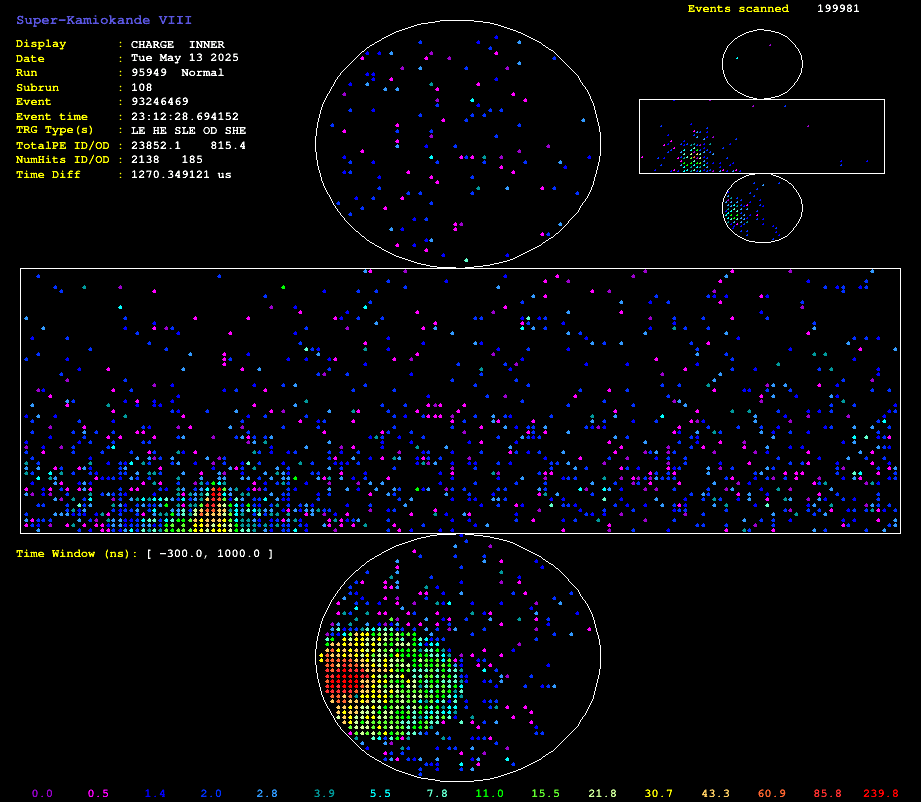 Super-Kamiokande VIII
Events scanned 199981
Display : CHARGE INNER
Date : Tue May 13 2025
Run : 95949 Normal
Subrun : 108
Event : 93246469
Event time : 23:12:28.694152
TRG Type(s) : LE HE SLE OD SHE
TotalPE ID/OD : 23852.1 815.4
NumHits ID/OD : 2138 185
Time Diff : 1270.349121 us
Time Window (ns): [ −300.0, 1000.0 ]
0.0 0.5 1.4 2.0 2.8 3.9 5.5 7.8 11.0 15.5 21.8 30.7 43.3 60.9 85.8 239.8